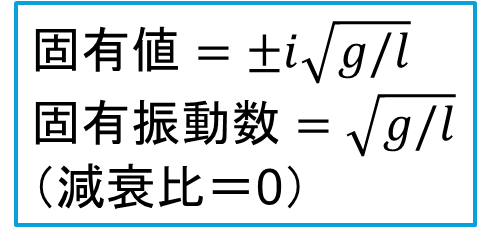 固有値 = ±i√g/l
固有振動数 = √g/l
（減衰比＝0）